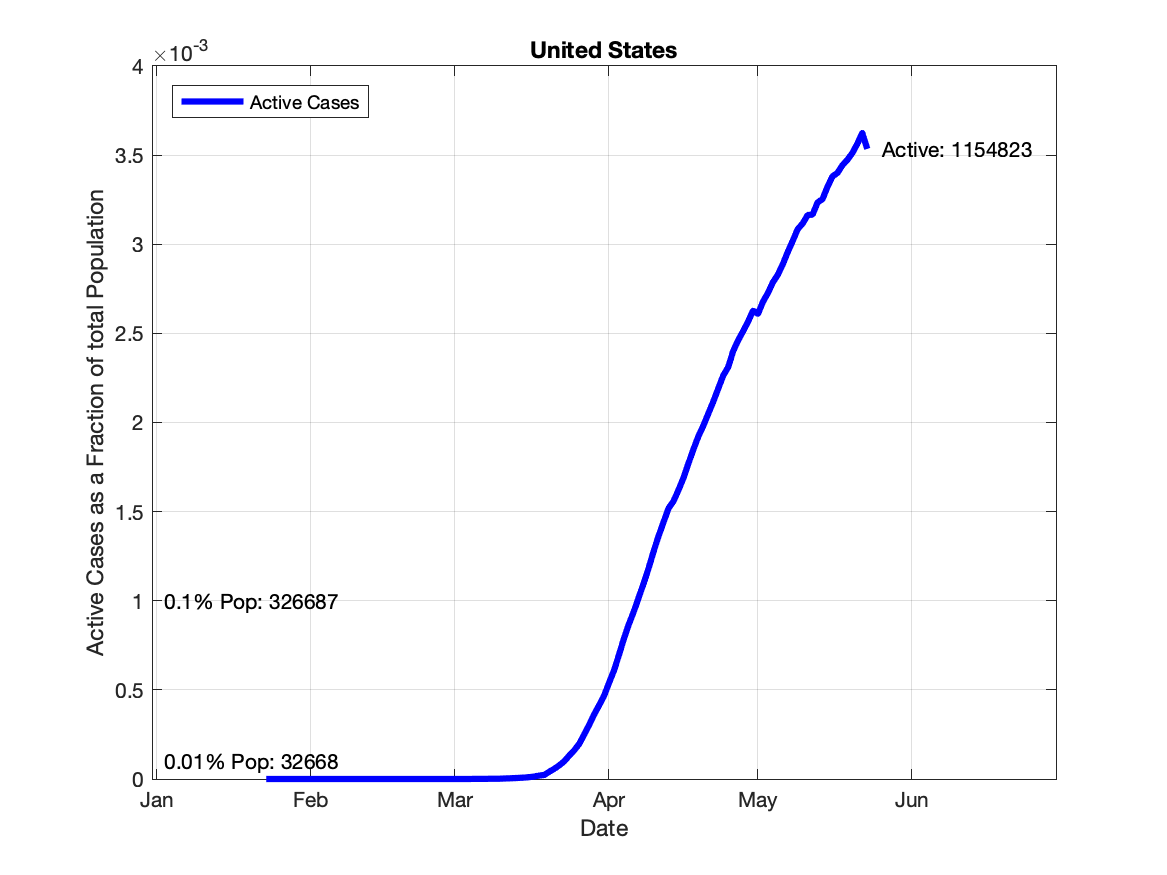 United States
×10-3
4
3.5
3
2.5
2
1.5
1
0.5
0
Active Cases
Active: 1154823
0.1% Pop: 326687
0.01% Pop: 32668
Active Cases as a Fraction of total Population
Jan Feb Mar Apr May Jun
Date